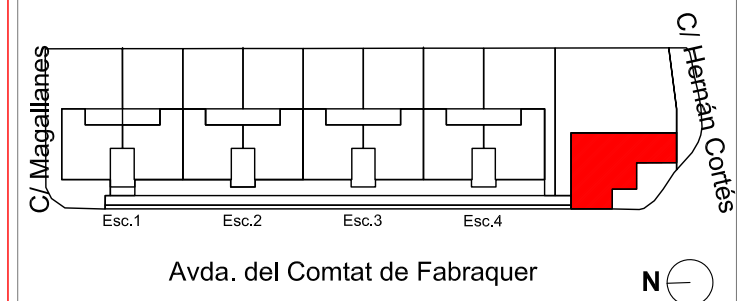 C/ Magallanes
C/ Hernán Cortés
Esc.1 Esc.2 Esc.3 Esc.4
Avda. del Comtat de Fabraquer
N